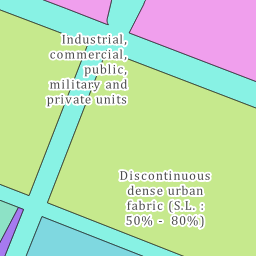 Industrial,
commercial,
public,
military and
private units
Discontinuous
dense urban
fabric (S.L. :
50% - 80%)